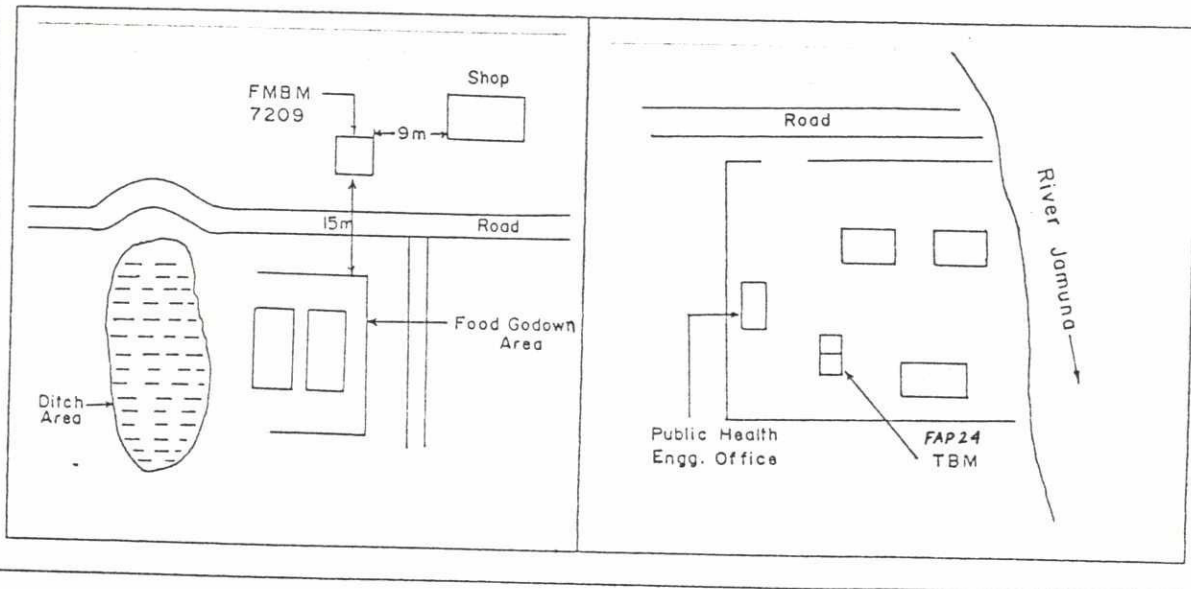 Shop
FMBM
7209
9m
15m
Road
Food Godown
Area
Ditch
Area
Road
River Jamuna
Public Health
Engg. Office
FAP 24
TBM